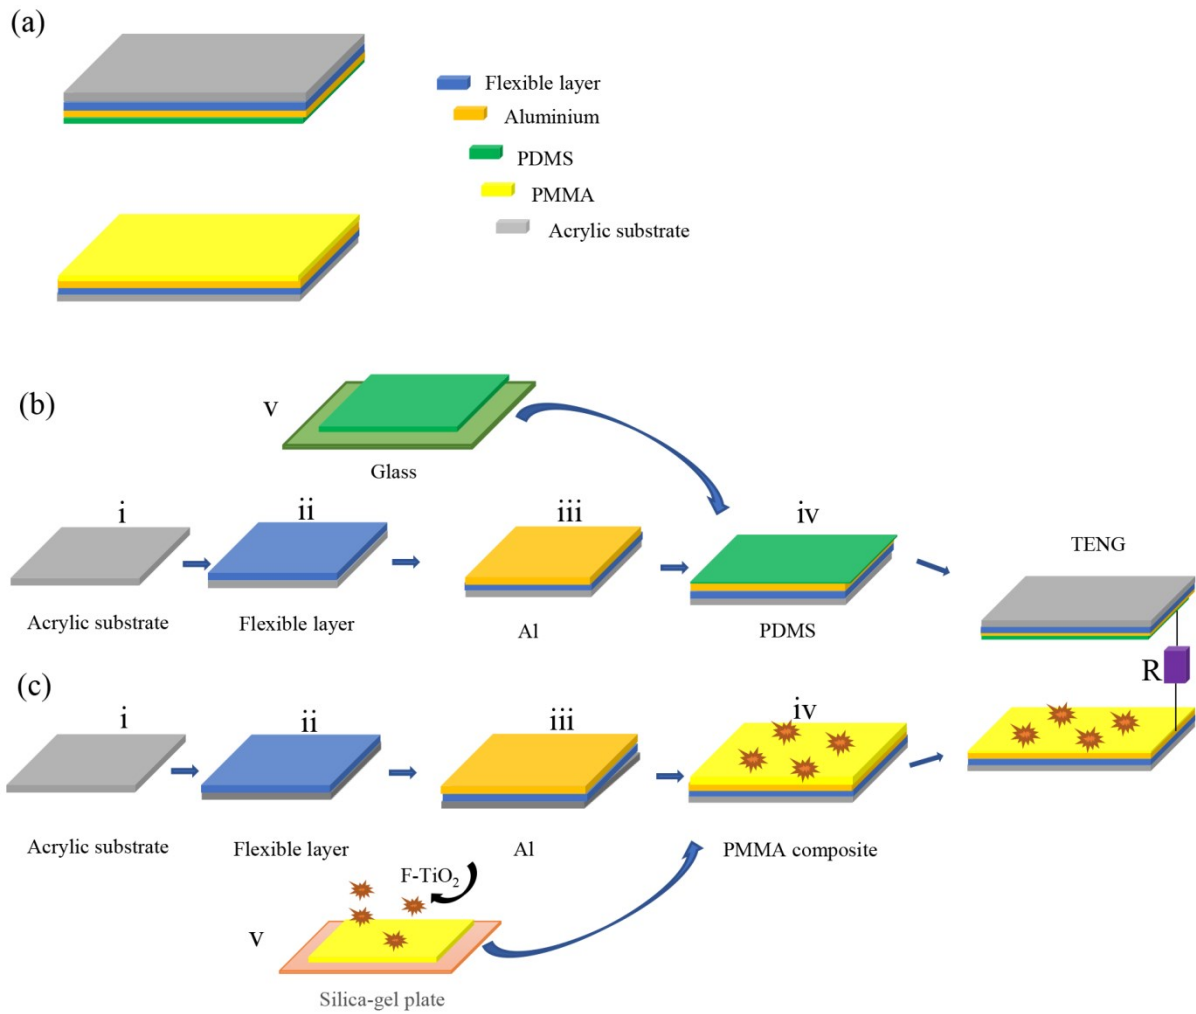 (a)
Flexible layer
Aluminium
PDMS
PMMA
Acrylic substrate
(b)
v
Glass
i
ii
iii
iv
TENG
Acrylic substrate
Flexible layer
Al
PDMS
R
(c)
i
ii
iii
iv
Acrylic substrate
Flexible layer
Al
PMMA composite
F-TiO₂
v
Silica-gel plate